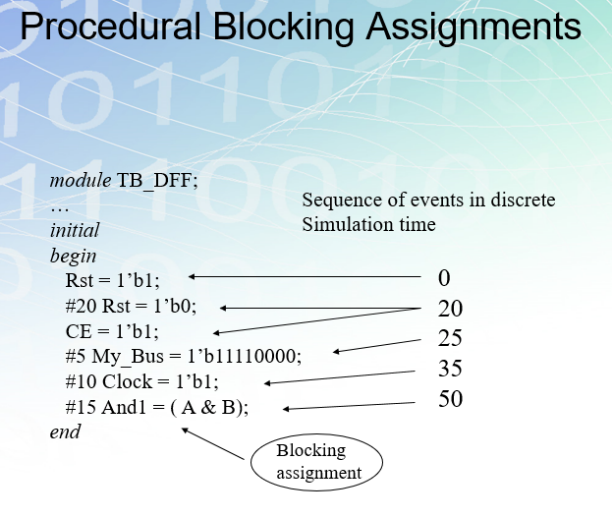 Procedural Blocking Assignments
module TB_DFF;
Sequence of events in discrete
Simulation time
…
initial
begin
Rst = 1’b1;
0
#20 Rst = 1’b0;
20
CE = 1’b1;
25
#5 My_Bus = 1’b11110000;
35
#10 Clock = 1’b1;
50
#15 And1 = ( A & B);
end
Blocking
assignment